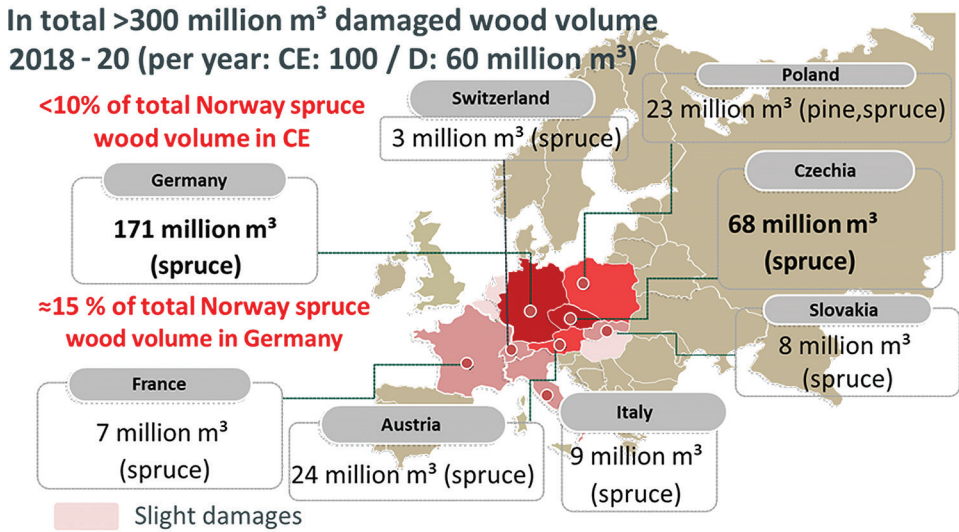 In total >300 million m³ damaged wood volume
2018 - 20 (per year: CE: 100 / D: 60 million m³)
<10% of total Norway spruce
wood volume in CE
Switzerland
3 million m³ (spruce)
Poland
23 million m³ (pine,spruce)
Germany
171 million m³
(spruce)
Czechia
68 million m³
(spruce)
≈15 % of total Norway spruce
wood volume in Germany
Slovakia
8 million m³
(spruce)
France
7 million m³
(spruce)
Austria
24 million m³ (spruce)
Italy
9 million m³
(spruce)
Slight damages